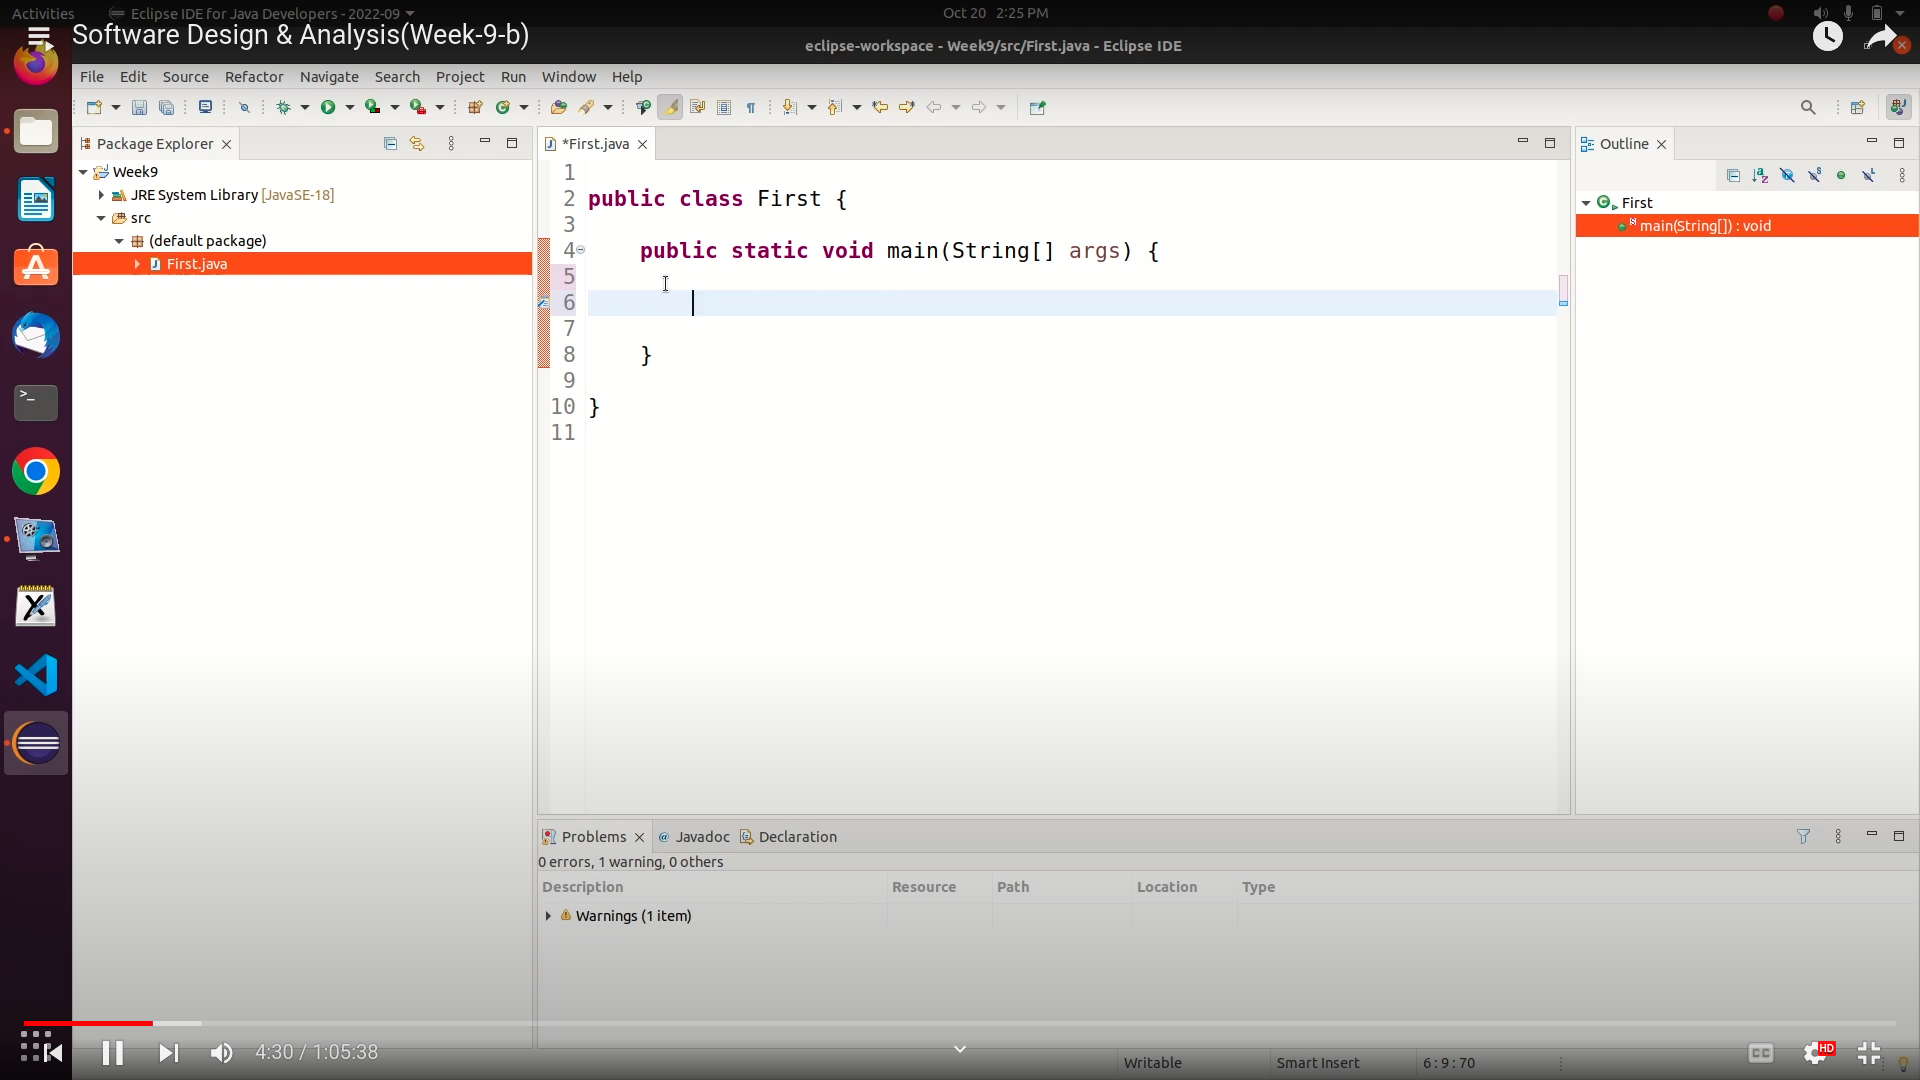 Activities
Eclipse IDE for Java Developers - 2022-09
Oct 20 2:25 PM
Software Design & Analysis(Week-9-b)
eclipse-workspace - Week9/src/First.java - Eclipse IDE
File Edit Source Refactor Navigate Search Project Run Window Help
Package Explorer
*First.java
Outline
Week9
JRE System Library [JavaSE-18]
src
(default package)
First.java
1
2 public class First {
3
4 public static void main(String[] args) {
5
6
7
8 }
9
10 }
11
First
main(String[]) : void
Problems
@ Javadoc
Declaration
0 errors, 1 warning, 0 others
Description Resource Path Location Type
Warnings (1 item)
4:30 / 1:05:38
Writable
Smart Insert
6 : 9 : 70
CC
HD